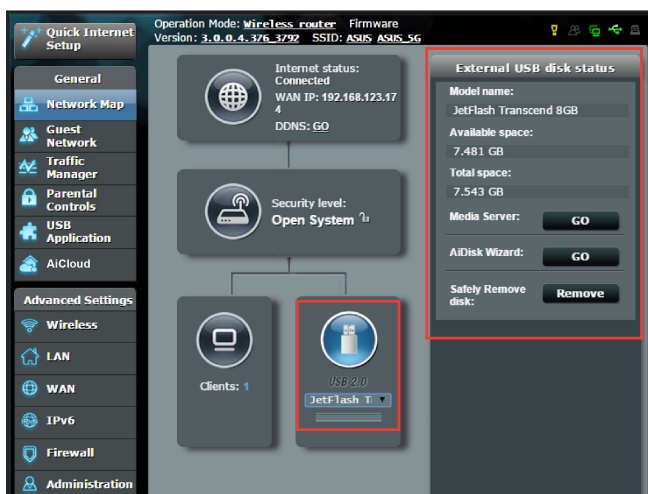 Quick Internet
Setup
General
Network Map
Guest
Network
Traffic
Manager
Parental
Controls
USB
Application
AiCloud
Advanced Settings
Wireless
LAN
WAN
IPv6
Firewall
Administration
Operation Mode: Wireless router Firmware
Version: 3.0.0.4.376_3792 SSID: ASUS ASUS_5G
Internet status:
Connected
WAN IP: 192.168.123.17
4
DDNS: GO
Security level:
Open System
Clients: 1
USB 2.0
JetFlash T
External USB disk status
Model name:
JetFlash Transcend 8GB
Available space:
7.481 GB
Total space:
7.543 GB
Media Server: GO
AiDisk Wizard: GO
Safely Remove
disk: Remove